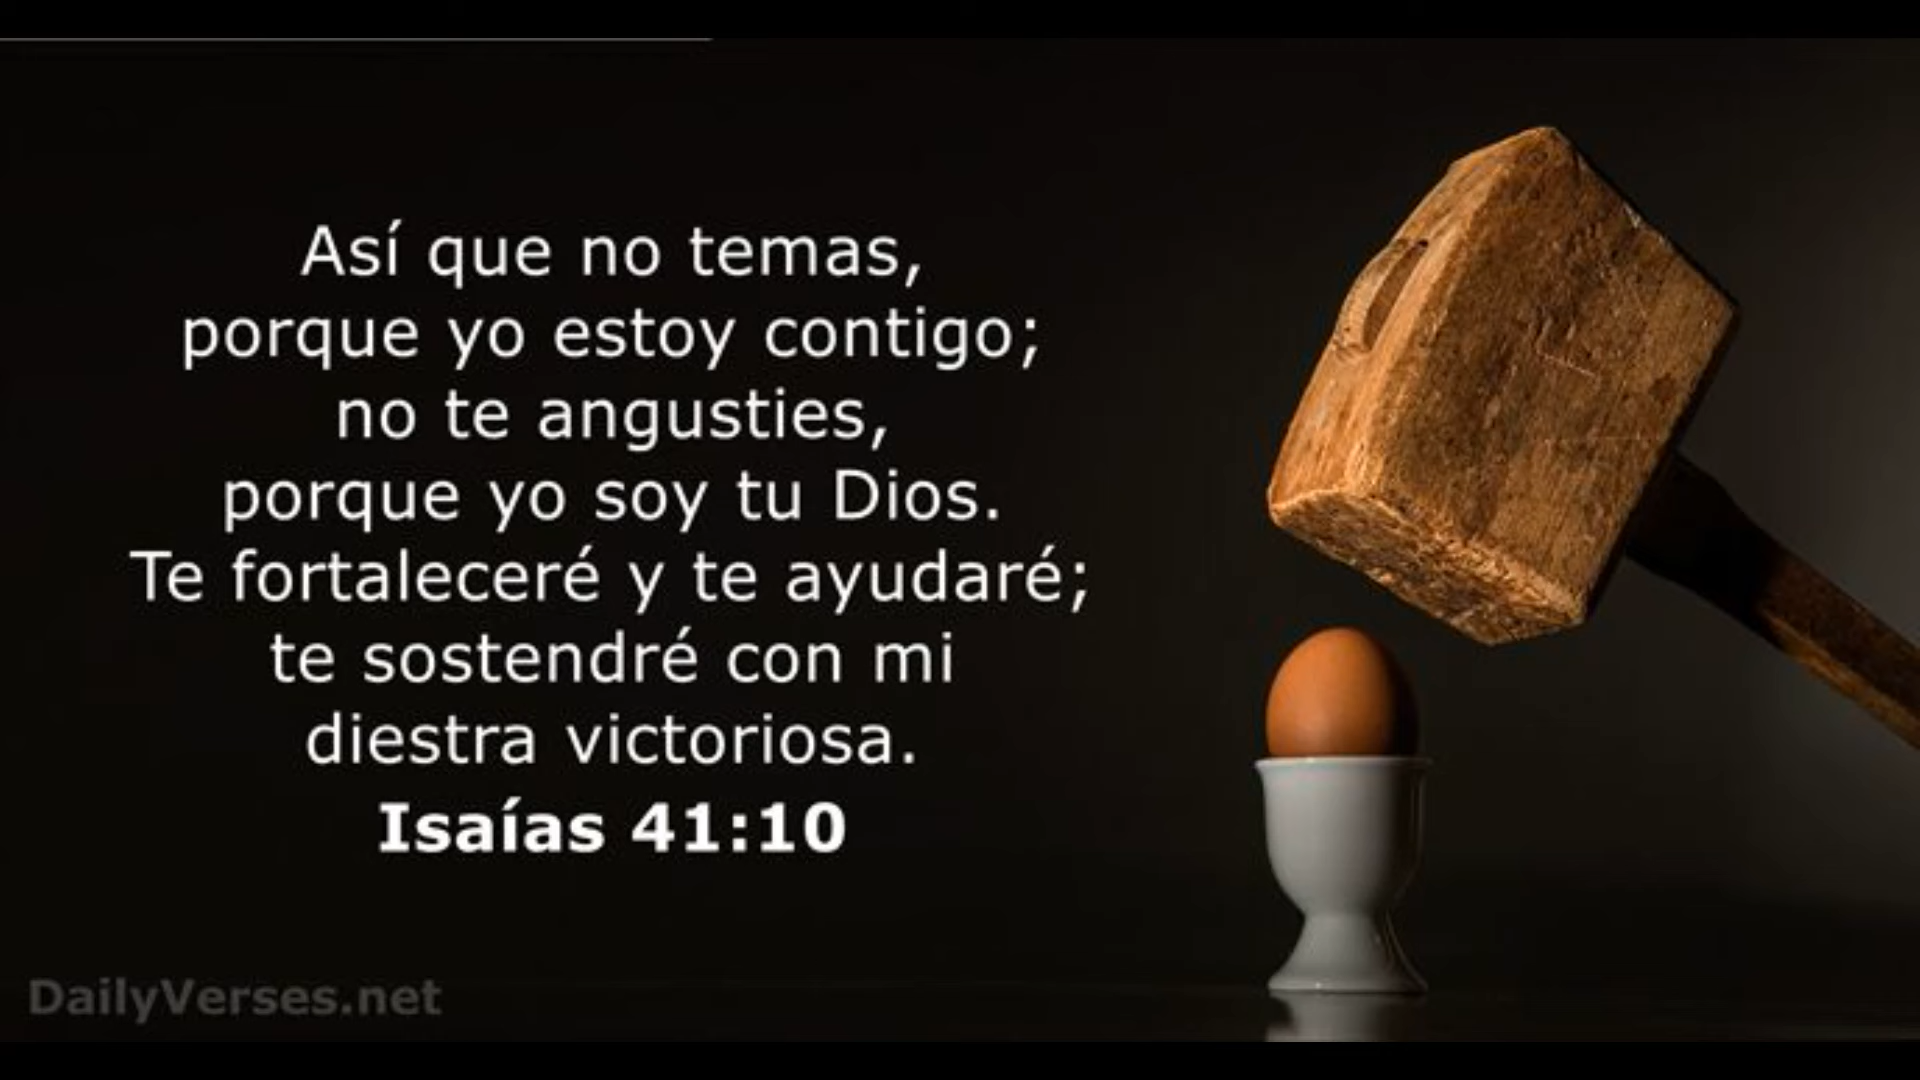 Así que no temas,
porque yo estoy contigo;
no te angusties,
porque yo soy tu Dios.
Te fortaleceré y te ayudaré;
te sostendré con mi
diestra victoriosa.
Isaías 41:10
DailyVerses.net